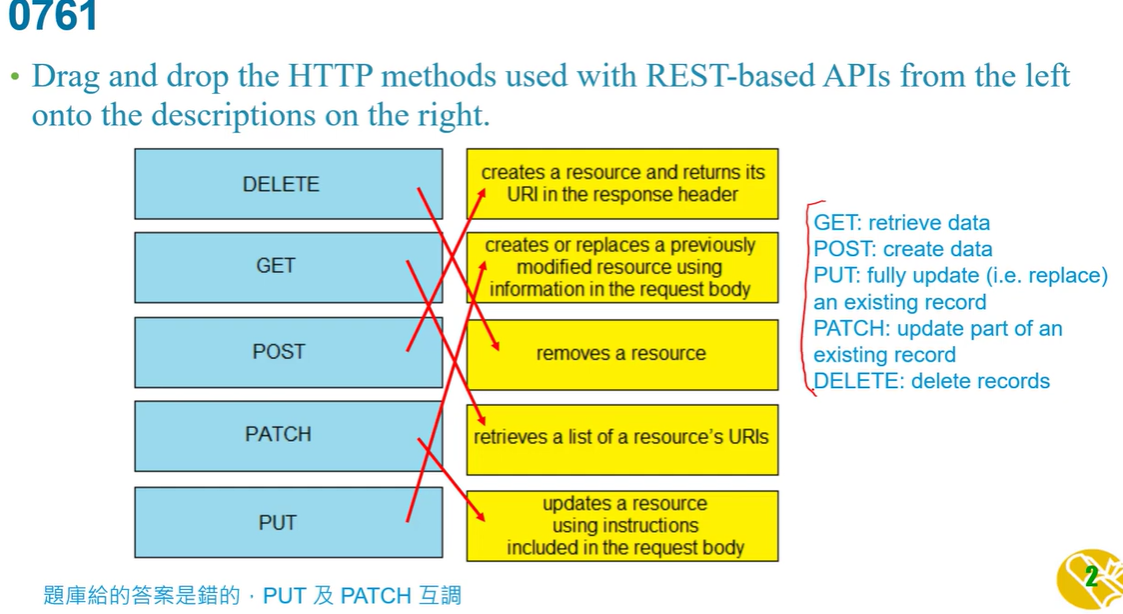 0761
• Drag and drop the HTTP methods used with REST-based APIs from the left
onto the descriptions on the right.
DELETE
creates a resource and returns its
URI in the response header
GET
creates or replaces a previously
modified resource using
information in the request body
POST
removes a resource
PATCH
retrieves a list of a resource's URIs
PUT
updates a resource
using instructions
included in the request body
GET: retrieve data
POST: create data
PUT: fully update (i.e. replace)
an existing record
PATCH: update part of an
existing record
DELETE: delete records
題庫給的答案是錯的，PUT 及 PATCH 互調
2